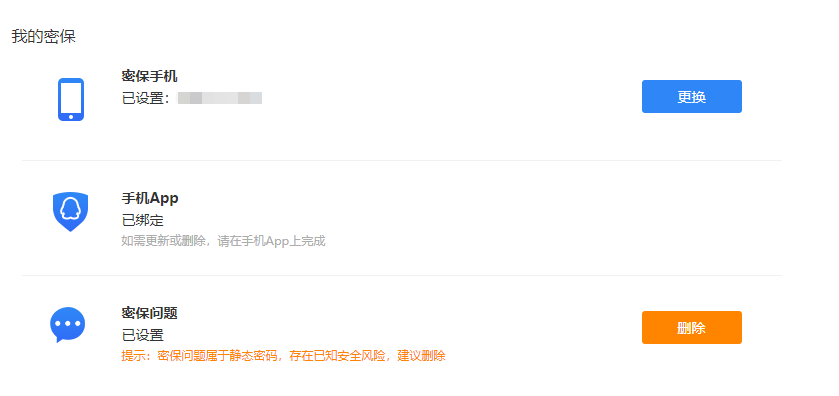 我的密保
密保手机
已设置：
更换
手机App
已绑定
如需更新或删除，请在手机App上完成
密保问题
已设置
删除
提示：密保问题属于静态密码，存在已知安全风险，建议删除